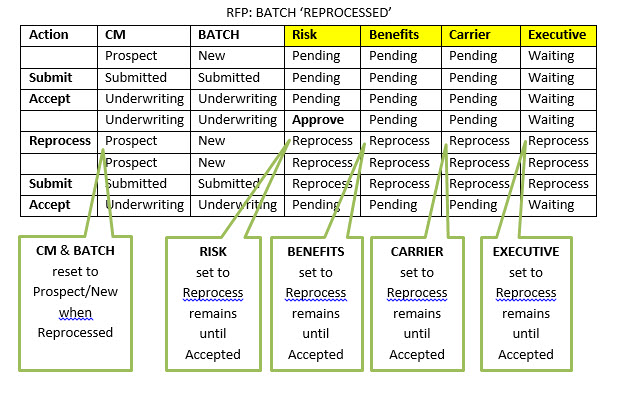 RFP: BATCH ‘REPROCESSED’
Action CM BATCH Risk Benefits Carrier Executive
Prospect New Pending Pending Pending Waiting
Submit Submitted Submitted Pending Pending Pending Waiting
Accept Underwriting Underwriting Pending Pending Pending Waiting
Underwriting Underwriting Approve Pending Pending Waiting
Reprocess Prospect New Reprocess Reprocess Reprocess Reprocess
Prospect New Reprocess Reprocess Reprocess Reprocess
Submit Submitted Submitted Reprocess Reprocess Reprocess Reprocess
Accept Underwriting Underwriting Pending Pending Pending Waiting
CM & BATCH
reset to
Prospect/New
when
Reprocessed
RISK
set to
Reprocess
remains
until
Accepted
BENEFITS
set to
Reprocess
remains
until
Accepted
CARRIER
set to
Reprocess
remains
until
Accepted
EXECUTIVE
set to
Reprocess
remains
until
Accepted